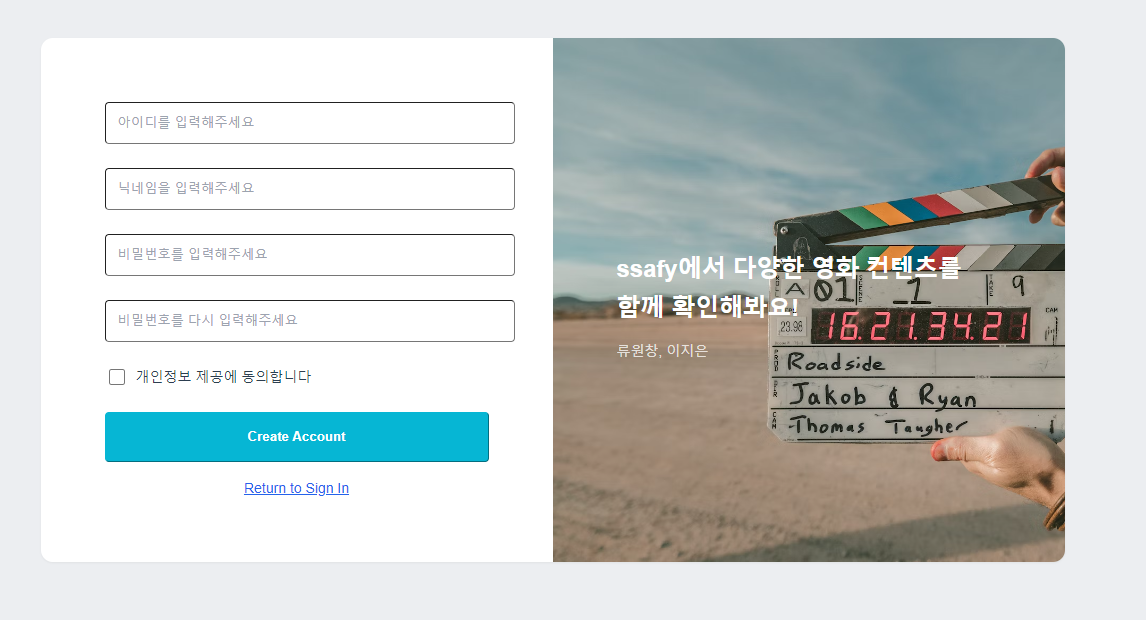 아이디를 입력해주세요
닉네임을 입력해주세요
비밀번호를 입력해주세요
비밀번호를 다시 입력해주세요
개인정보 제공에 동의합니다
Create Account
Return to Sign In
ssafy에서 다양한 영화 컨텐츠를
함께 확인해봐요!
류원창, 이지은
A 01 SCENE 1 TAKE 9
23.98 16.21.34.21 CAM
PROD Roadside
Jakob & Ryan
CAM Thomas Taugher